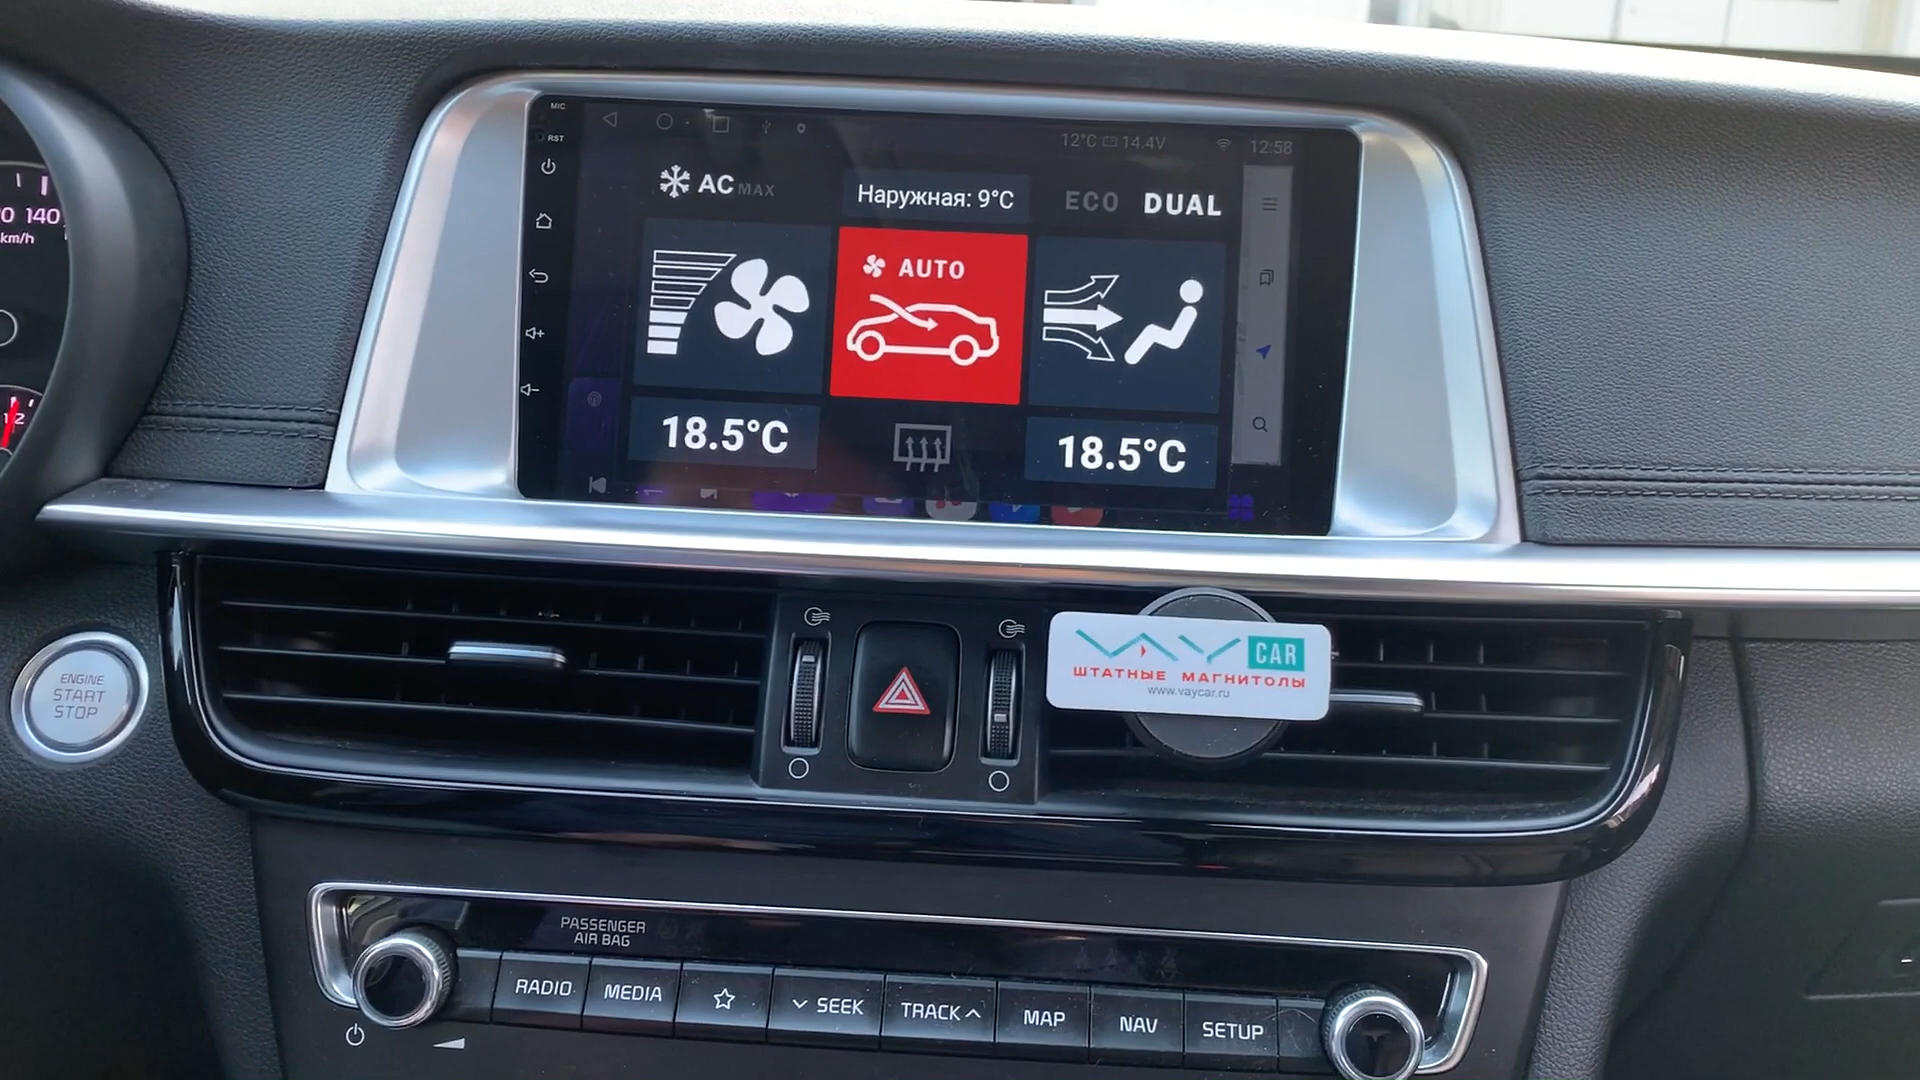 MIC
RST
12°C 14.4V 12:58
AC MAX
Наружная: 9°C
ECO DUAL
AUTO
18.5°C
18.5°C
140
km/h
ENGINE
START
STOP
CAR
ШТАТНЫЕ МАГНИТОЛЫ
www.vaycar.ru
PASSENGER
AIR BAG
RADIO MEDIA SEEK TRACK MAP NAV SETUP